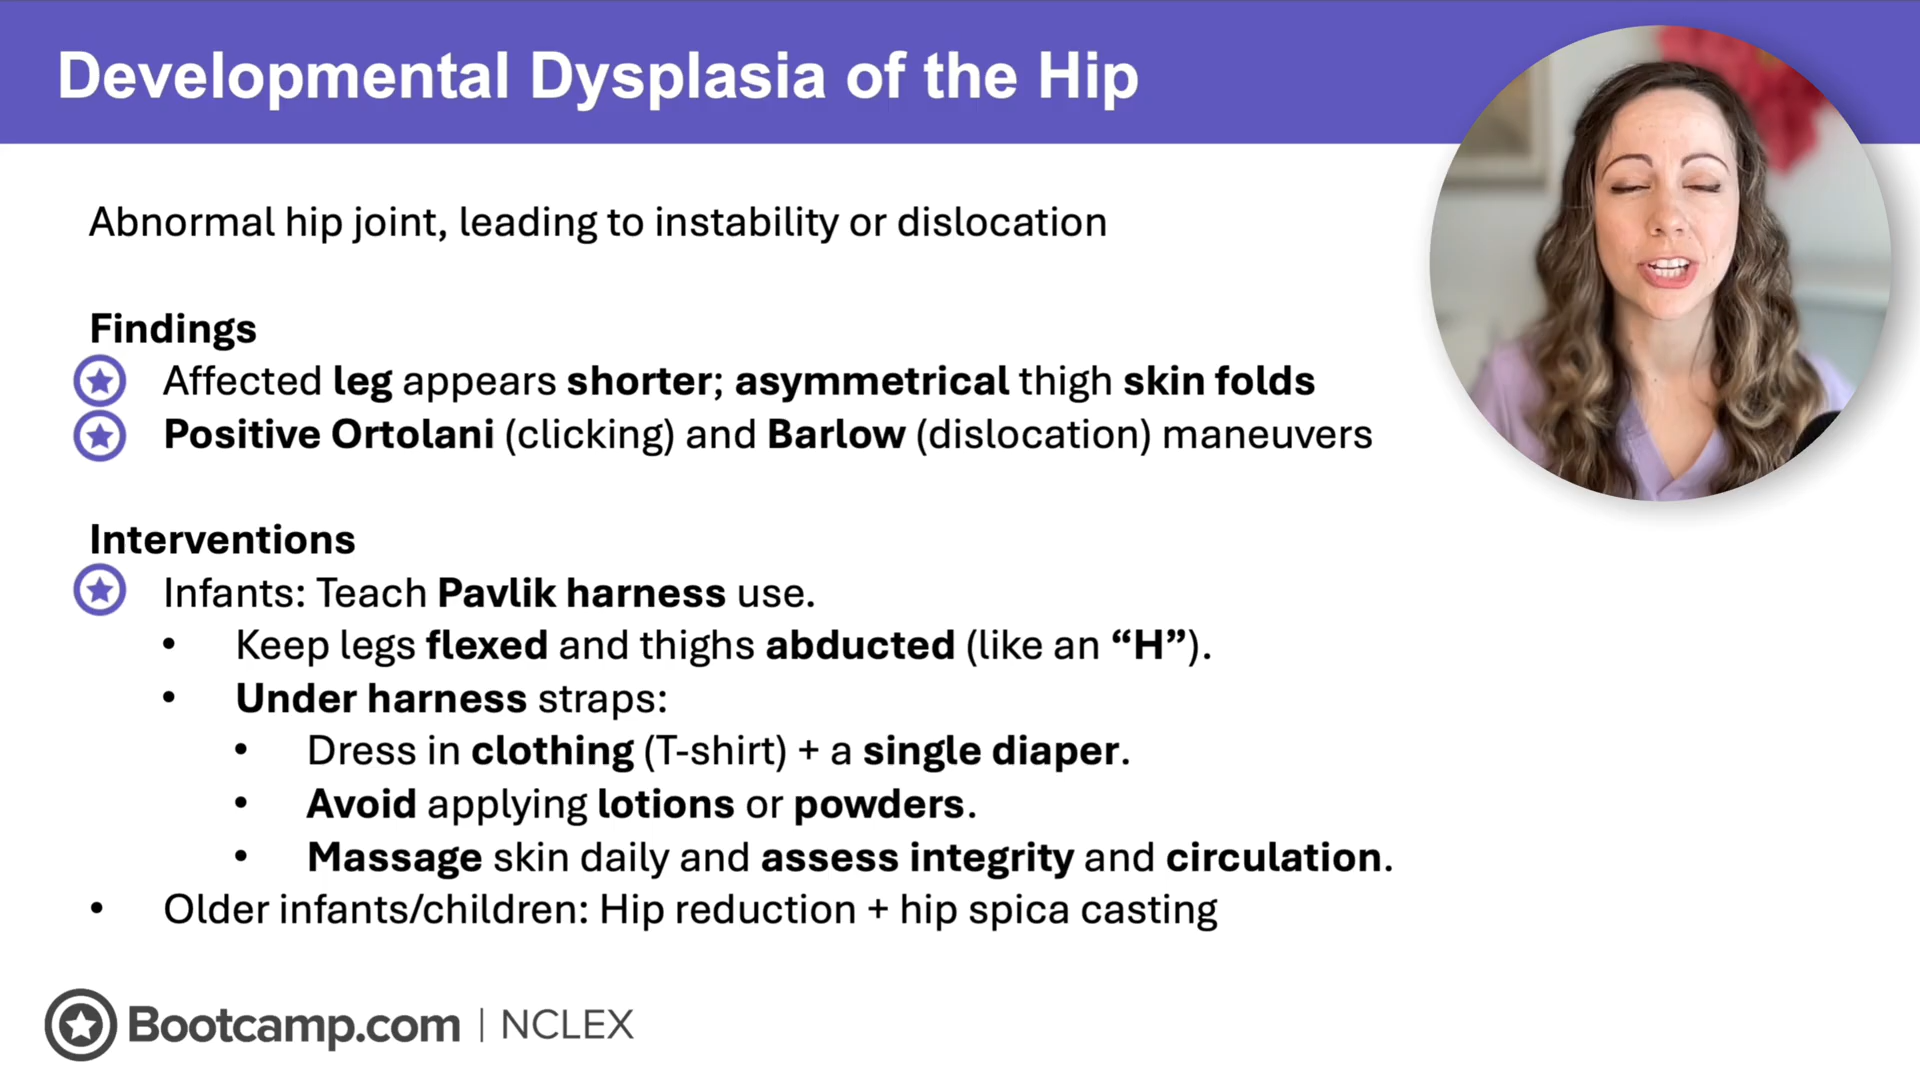 Developmental Dysplasia of the Hip
Abnormal hip joint, leading to instability or dislocation
Findings
Affected leg appears shorter; asymmetrical thigh skin folds
Positive Ortolani (clicking) and Barlow (dislocation) maneuvers
Interventions
Infants: Teach Pavlik harness use.
• Keep legs flexed and thighs abducted (like an “H”).
• Under harness straps:
• Dress in clothing (T-shirt) + a single diaper.
• Avoid applying lotions or powders.
• Massage skin daily and assess integrity and circulation.
• Older infants/children: Hip reduction + hip spica casting
Bootcamp.com | NCLEX